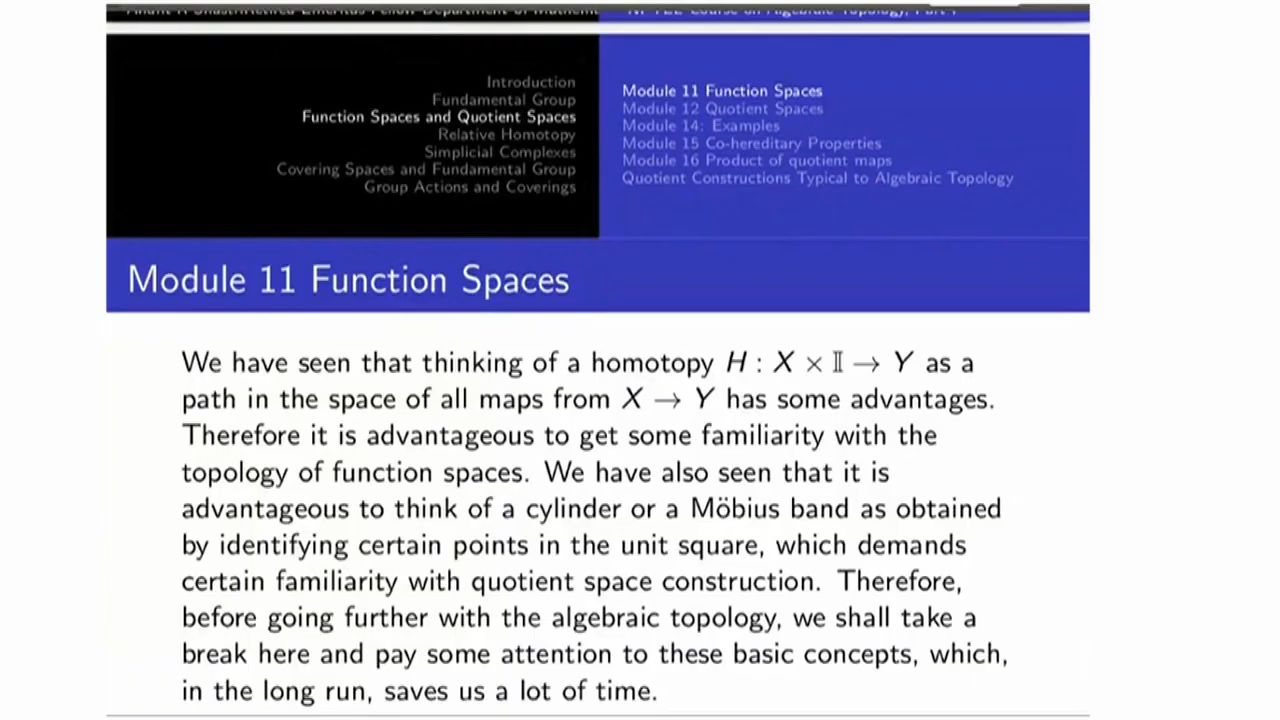 Introduction
Fundamental Group
Function Spaces and Quotient Spaces
Relative Homotopy
Simplicial Complexes
Covering Spaces and Fundamental Group
Group Actions and Coverings
Module 11 Function Spaces
Module 12 Quotient Spaces
Module 14: Examples
Module 15 Co-hereditary Properties
Module 16 Product of quotient maps
Quotient Constructions Typical to Algebraic Topology
Module 11 Function Spaces
We have seen that thinking of a homotopy H : X × 𝕀 → Y as a
path in the space of all maps from X → Y has some advantages.
Therefore it is advantageous to get some familiarity with the
topology of function spaces. We have also seen that it is
advantageous to think of a cylinder or a Möbius band as obtained
by identifying certain points in the unit square, which demands
certain familiarity with quotient space construction. Therefore,
before going further with the algebraic topology, we shall take a
break here and pay some attention to these basic concepts, which,
in the long run, saves us a lot of time.